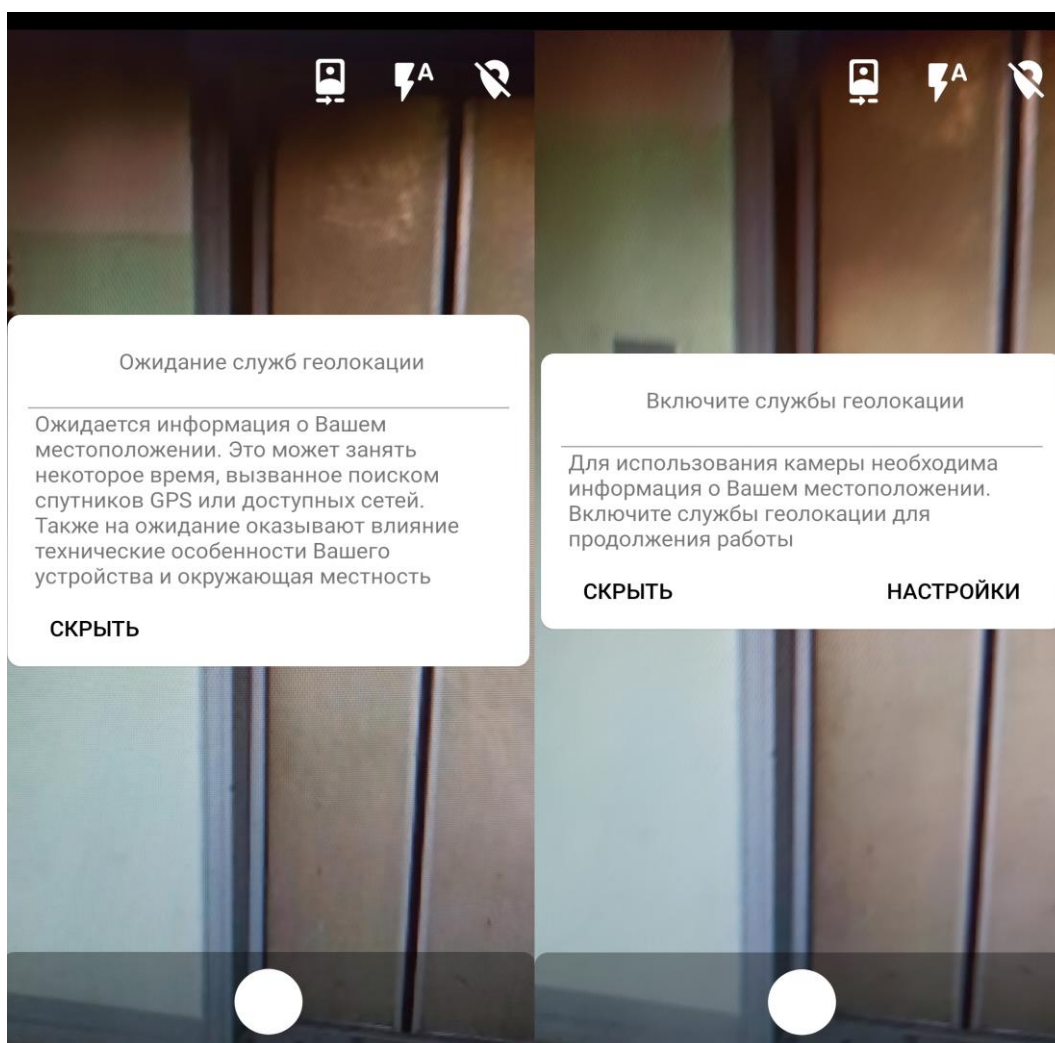 A
Ожидание служб геолокации
Ожидается информация о Вашем
местоположении. Это может занять
некоторое время, вызванное поиском
спутников GPS или доступных сетей.
Также на ожидание оказывают влияние
технические особенности Вашего
устройства и окружающая местность
СКРЫТЬ
A
Включите службы геолокации
Для использования камеры необходима
информация о Вашем местоположении.
Включите службы геолокации для
продолжения работы
СКРЫТЬ
НАСТРОЙКИ